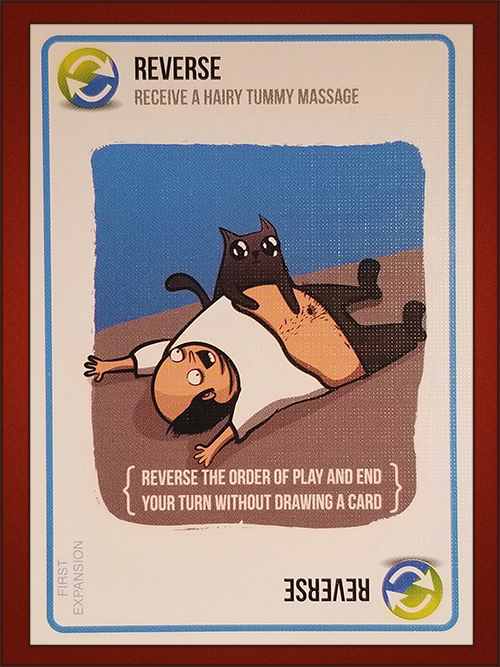 REVERSE
RECEIVE A HAIRY TUMMY MASSAGE
REVERSE THE ORDER OF PLAY AND END
YOUR TURN WITHOUT DRAWING A CARD
FIRST
EXPANSION
REVERSE